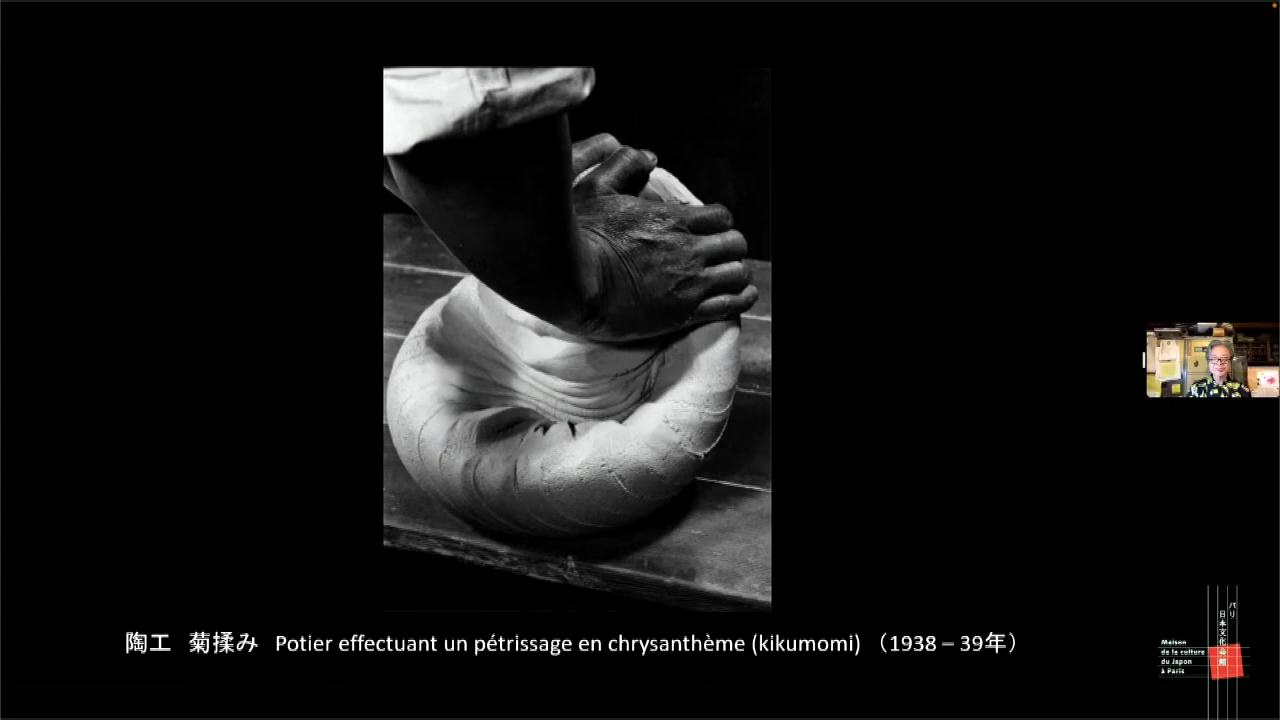 陶工 菊揉み Potier effectuant un pétrissage en chrysanthème (kikumomi) （1938 – 39年）
パリ
日本文化会館
Maison
de la culture
du Japon
à Paris